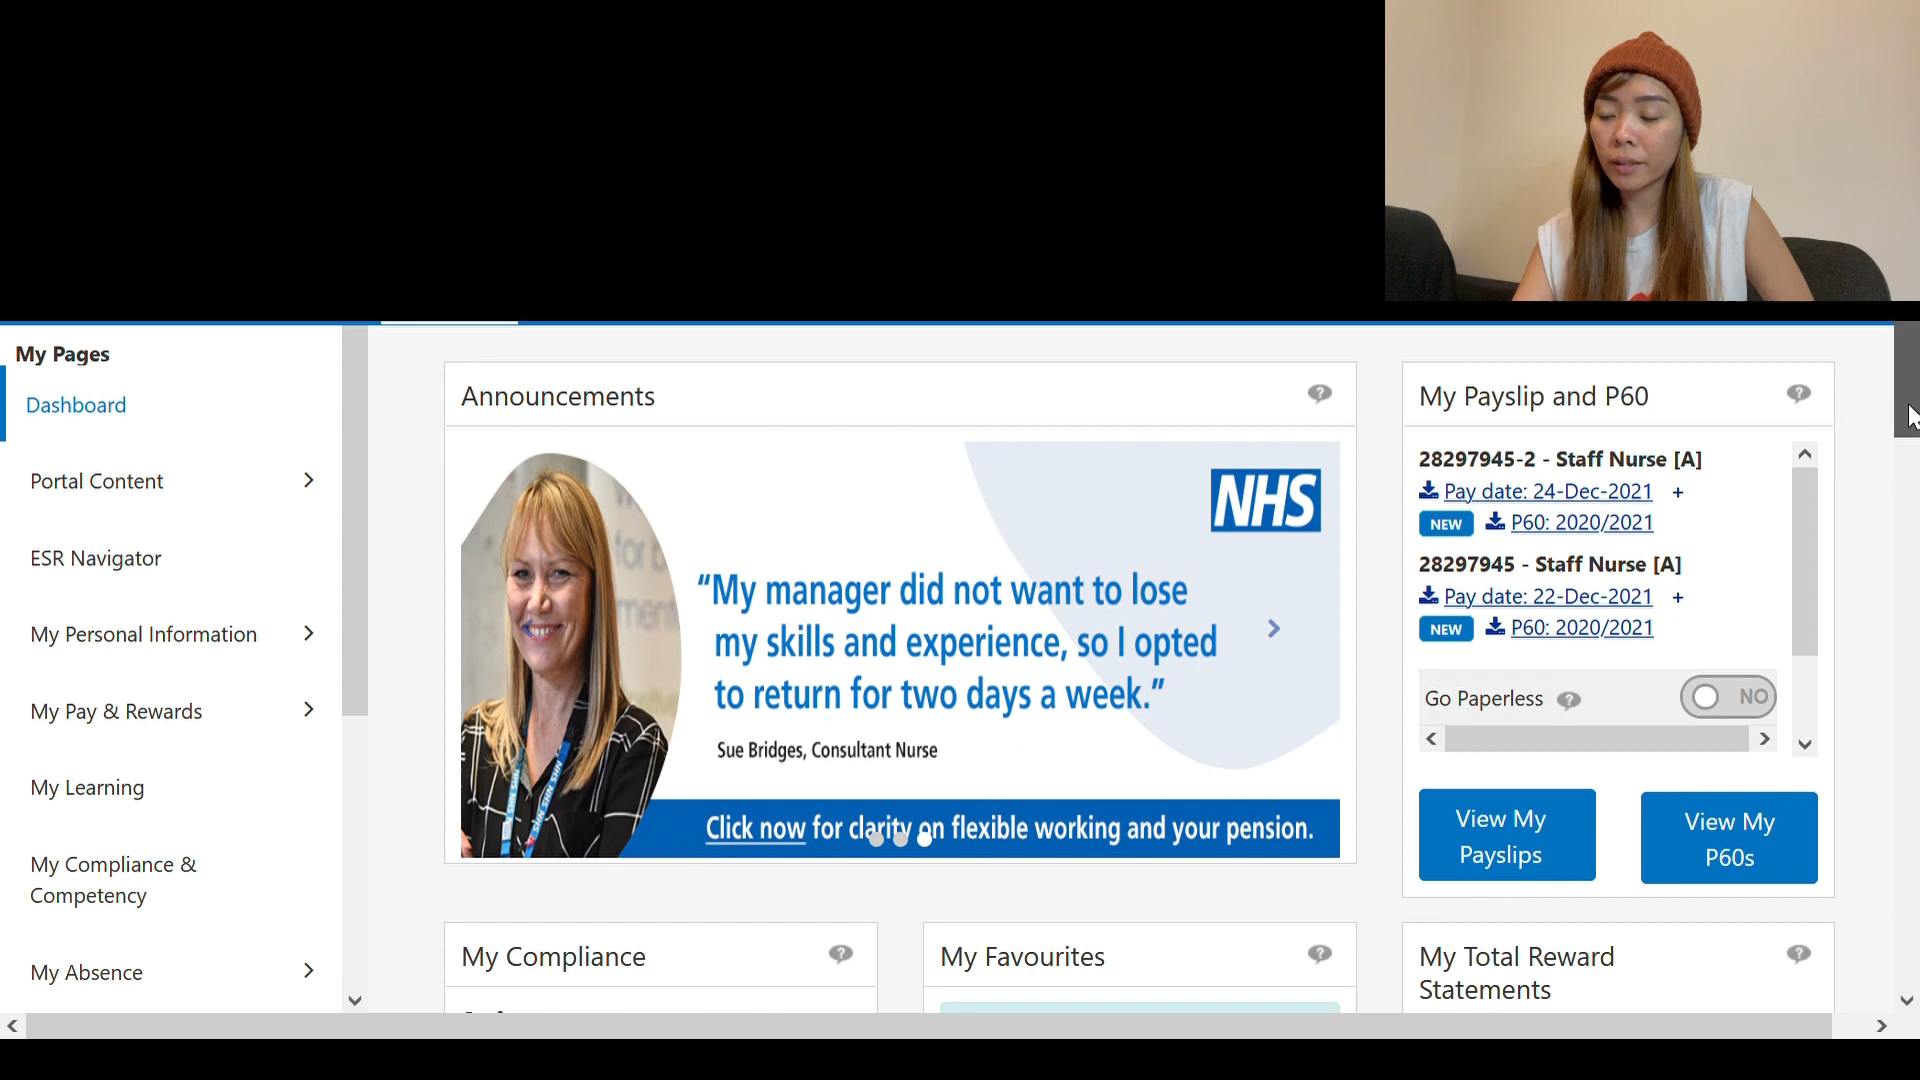 My Pages
Dashboard
Portal Content
ESR Navigator
My Personal Information
My Pay & Rewards
My Learning
My Compliance &
Competency
My Absence
Announcements
NHS
“My manager did not want to lose
my skills and experience, so I opted
to return for two days a week.”
Sue Bridges, Consultant Nurse
Click now for clarity on flexible working and your pension.
My Payslip and P60
28297945-2 - Staff Nurse [A]
Pay date: 24-Dec-2021 +
NEW P60: 2020/2021
28297945 - Staff Nurse [A]
Pay date: 22-Dec-2021 +
NEW P60: 2020/2021
Go Paperless NO
View My
Payslips
View My
P60s
My Compliance
My Favourites
My Total Reward
Statements